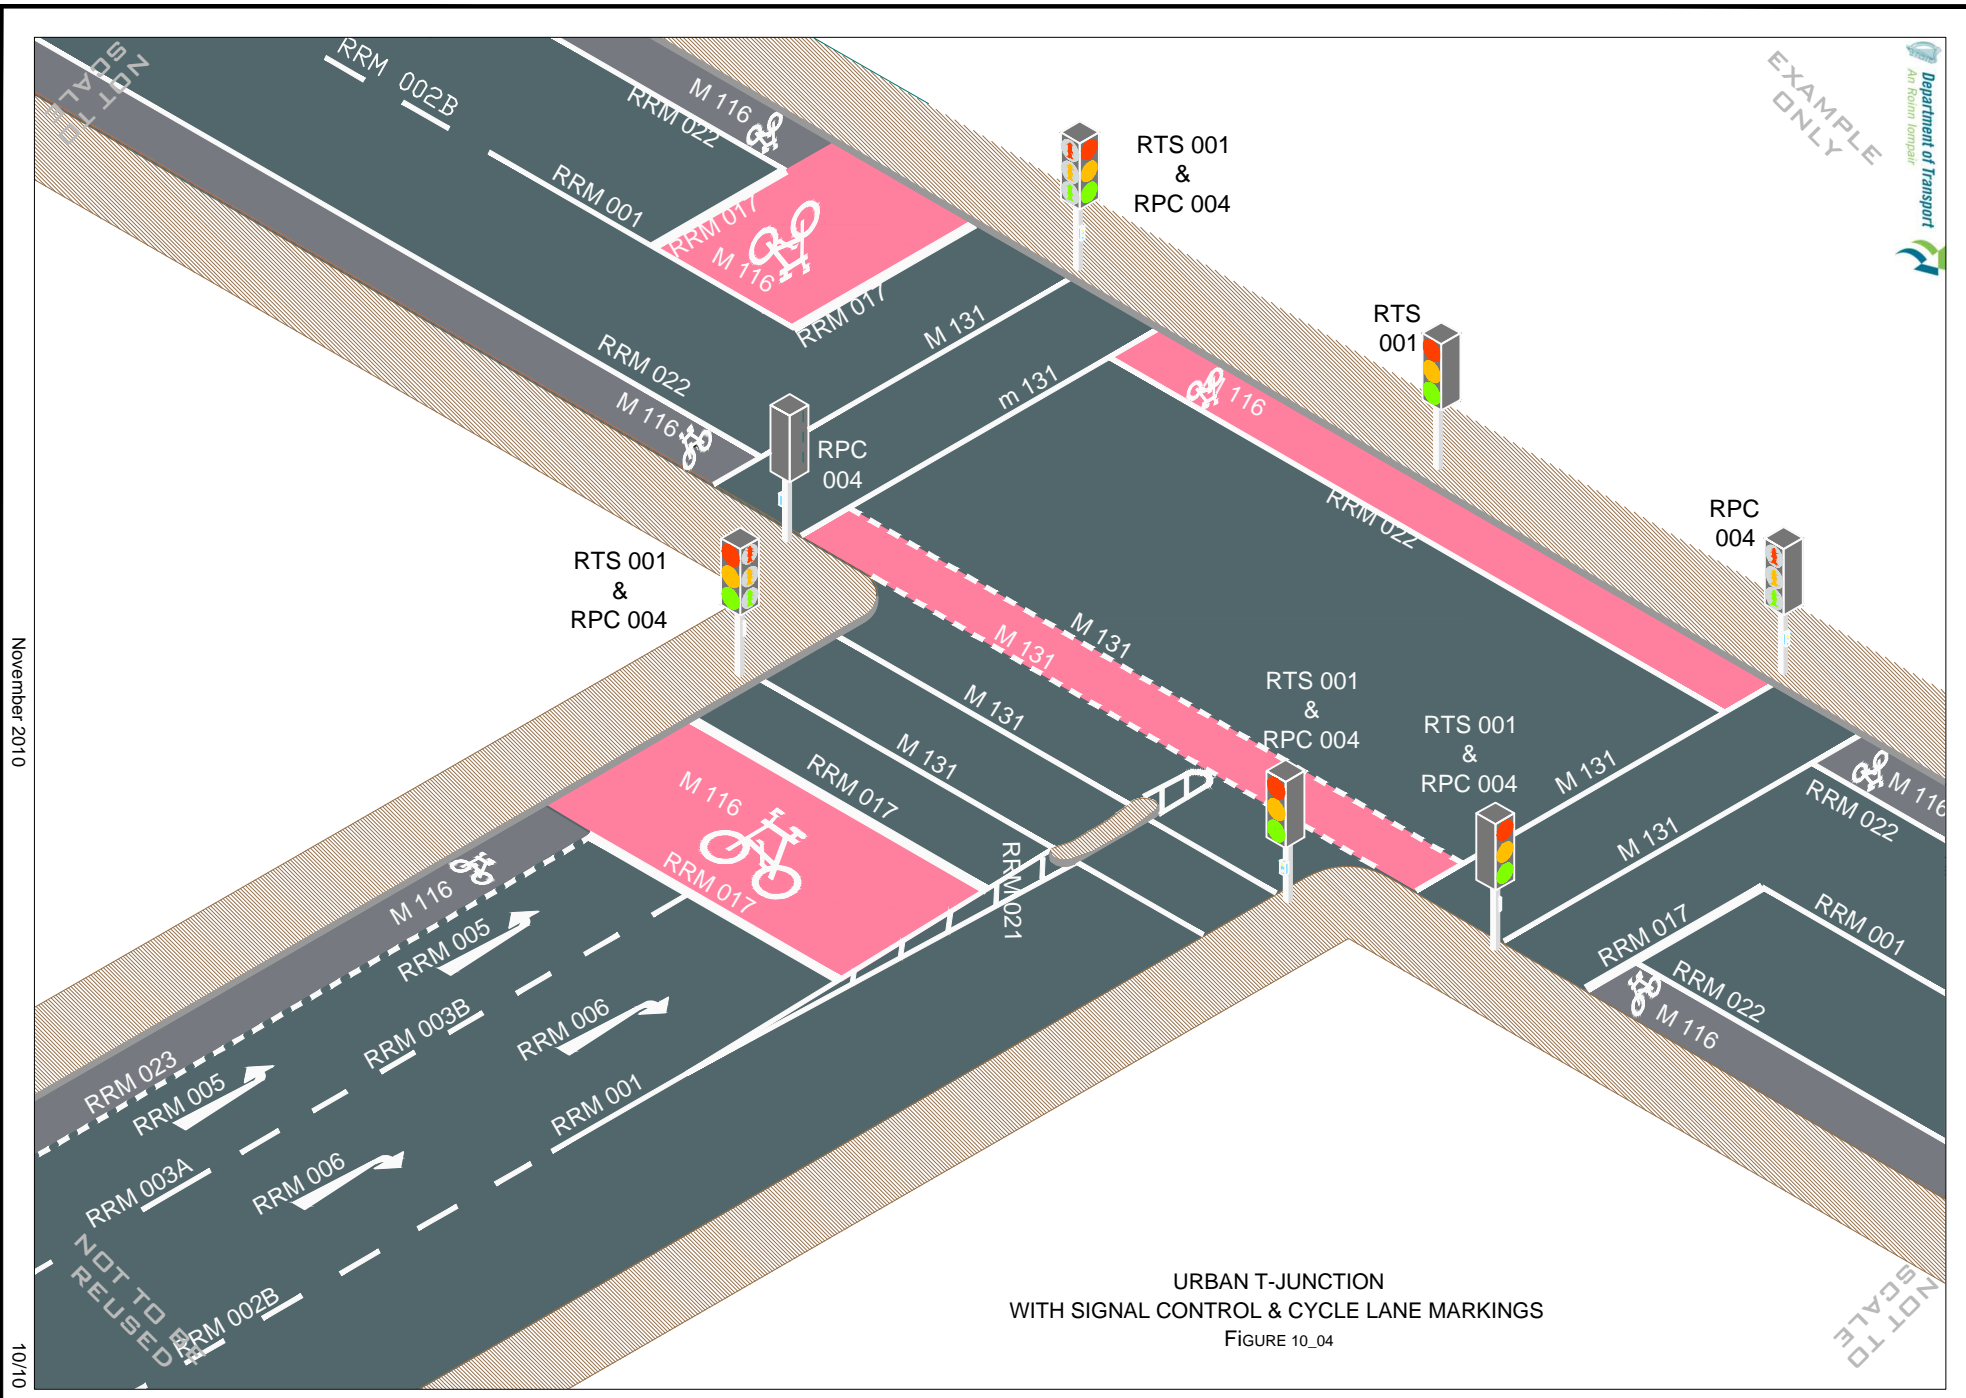 NOT TO
SCAL
RRM 002B
M 116
RRM 022
EXAMPLE
ONLY
Department of Transport
An Roinn Iompair
RTS 001
&
RPC 004
RRM 001
RRM 017
M 116
RRM 017
M 131
RTS
001
RRM 022
m 131
M 116
M 116
RPC
004
RRM 022
RPC
004
RTS 001
&
RPC 004
M 131
M 131
M 131
RTS 001
&
RPC 004
RTS 001
&
RPC 004
M 131
M 131
RRM 017
M 116
M 131
M 116
RRM 022
RRM 017
RRM 021
M 116
RRM 005
RRM 017
RRM 001
RRM 022
M 116
RRM 003B
RRM 006
RRM 023
RRM 005
RRM 001
RRM 003A
RRM 006
RRM 002B
NOT TO BE
REUSED
NOT TO
SCALE
URBAN T-JUNCTION
WITH SIGNAL CONTROL & CYCLE LANE MARKINGS
FiGURE 10_04
November 2010
10/10